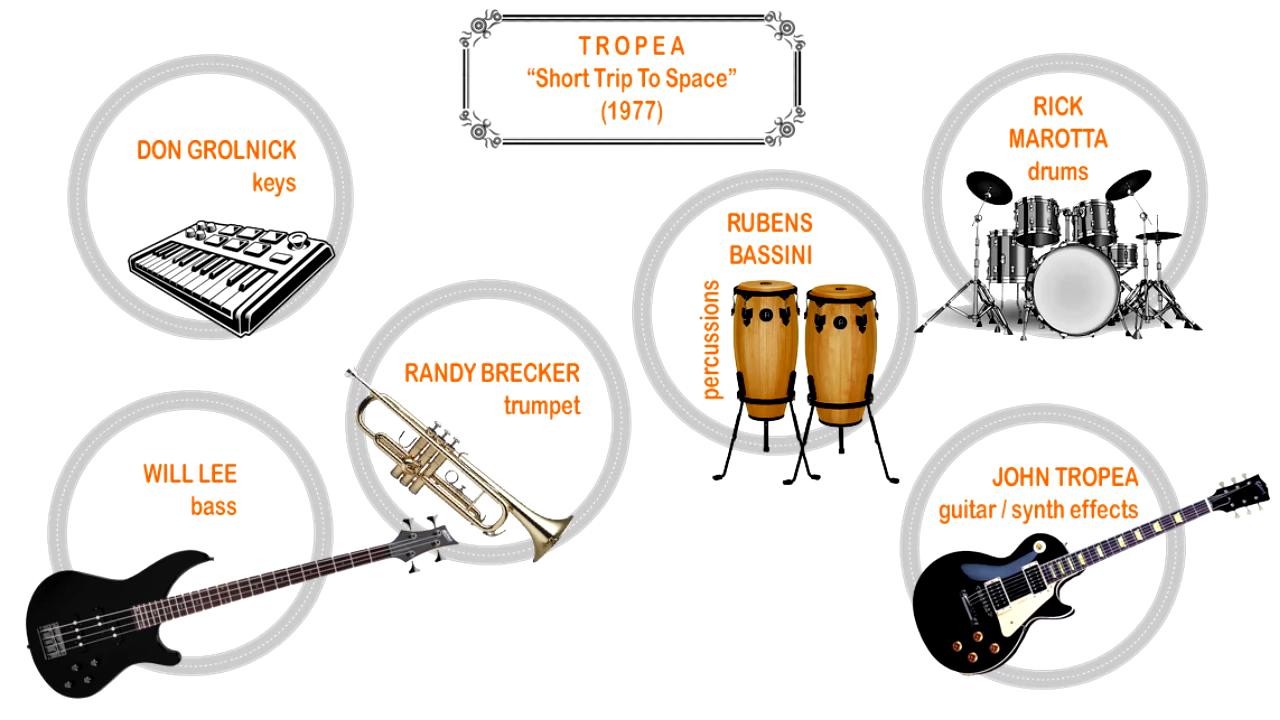 TROPEA
“Short Trip To Space”
(1977)
DON GROLNICK
keys
RICK
MAROTTA
drums
RUBENS
BASSINI
percussions
RANDY BRECKER
trumpet
WILL LEE
bass
JOHN TROPEA
guitar / synth effects